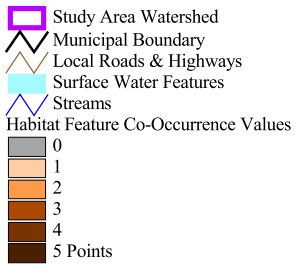 Study Area Watershed
Municipal Boundary
Local Roads & Highways
Surface Water Features
Streams
Habitat Feature Co-Occurrence Values
0
1
2
3
4
5 Points